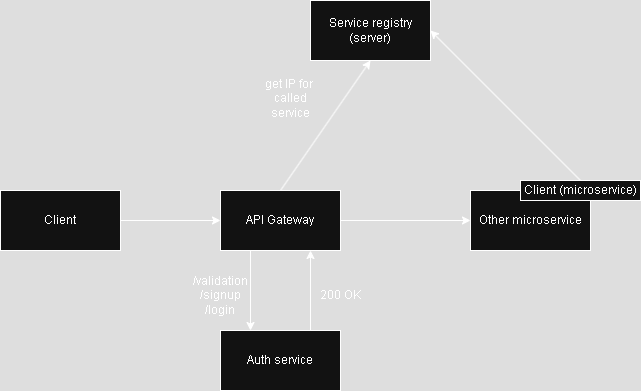 Service registry
(server)
get IP for
called
service
Client (microservice)
Client
API Gateway
Other microservice
/validation
/signup
/login
200 OK
Auth service